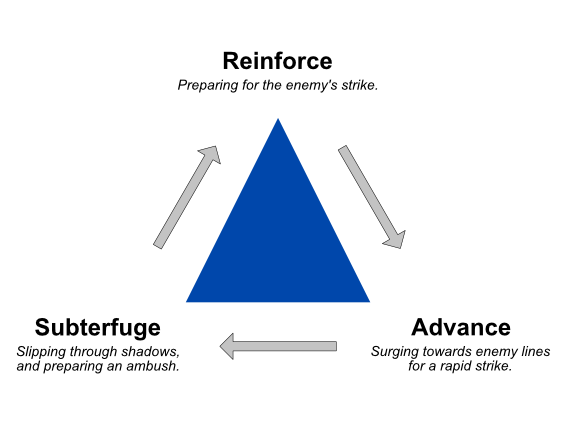 Reinforce
Preparing for the enemy's strike.
Subterfuge
Slipping through shadows,
and preparing an ambush.
Advance
Surging towards enemy lines
for a rapid strike.